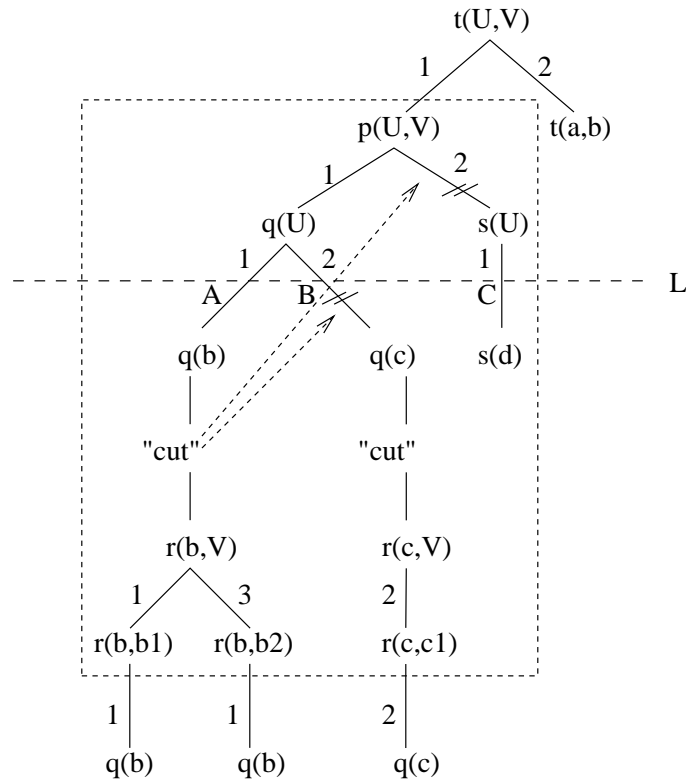 t(U,V)
1 2
p(U,V) t(a,b)
1 2
q(U) s(U)
1 2 1
A B C L
q(b) q(c) s(d)
"cut" "cut"
r(b,V) r(c,V)
1 3 2
r(b,b1) r(b,b2) r(c,c1)
1 1 2
q(b) q(b) q(c)